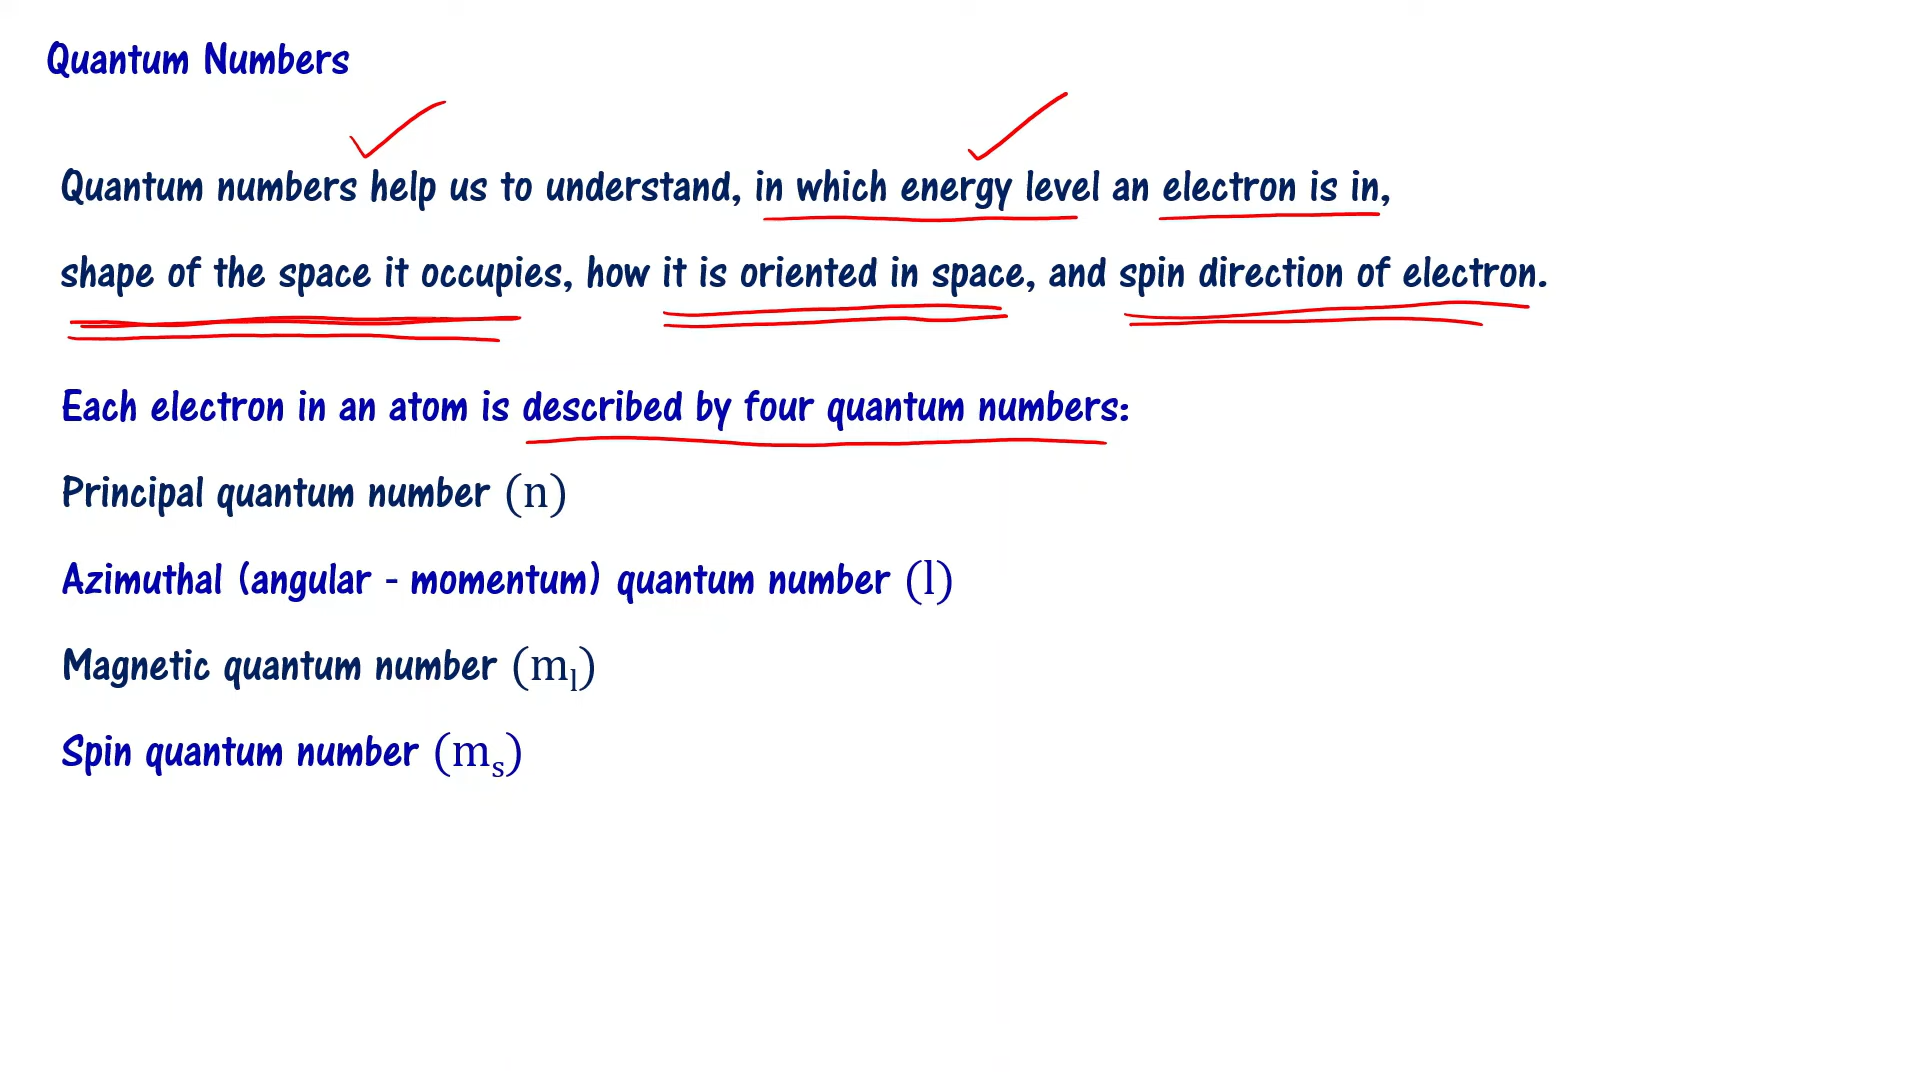 Quantum Numbers
Quantum numbers help us to understand, in which energy level an electron is in,
shape of the space it occupies, how it is oriented in space, and spin direction of electron.
Each electron in an atom is described by four quantum numbers:
Principal quantum number (n)
Azimuthal (angular - momentum) quantum number (l)
Magnetic quantum number (mₗ)
Spin quantum number (mₛ)